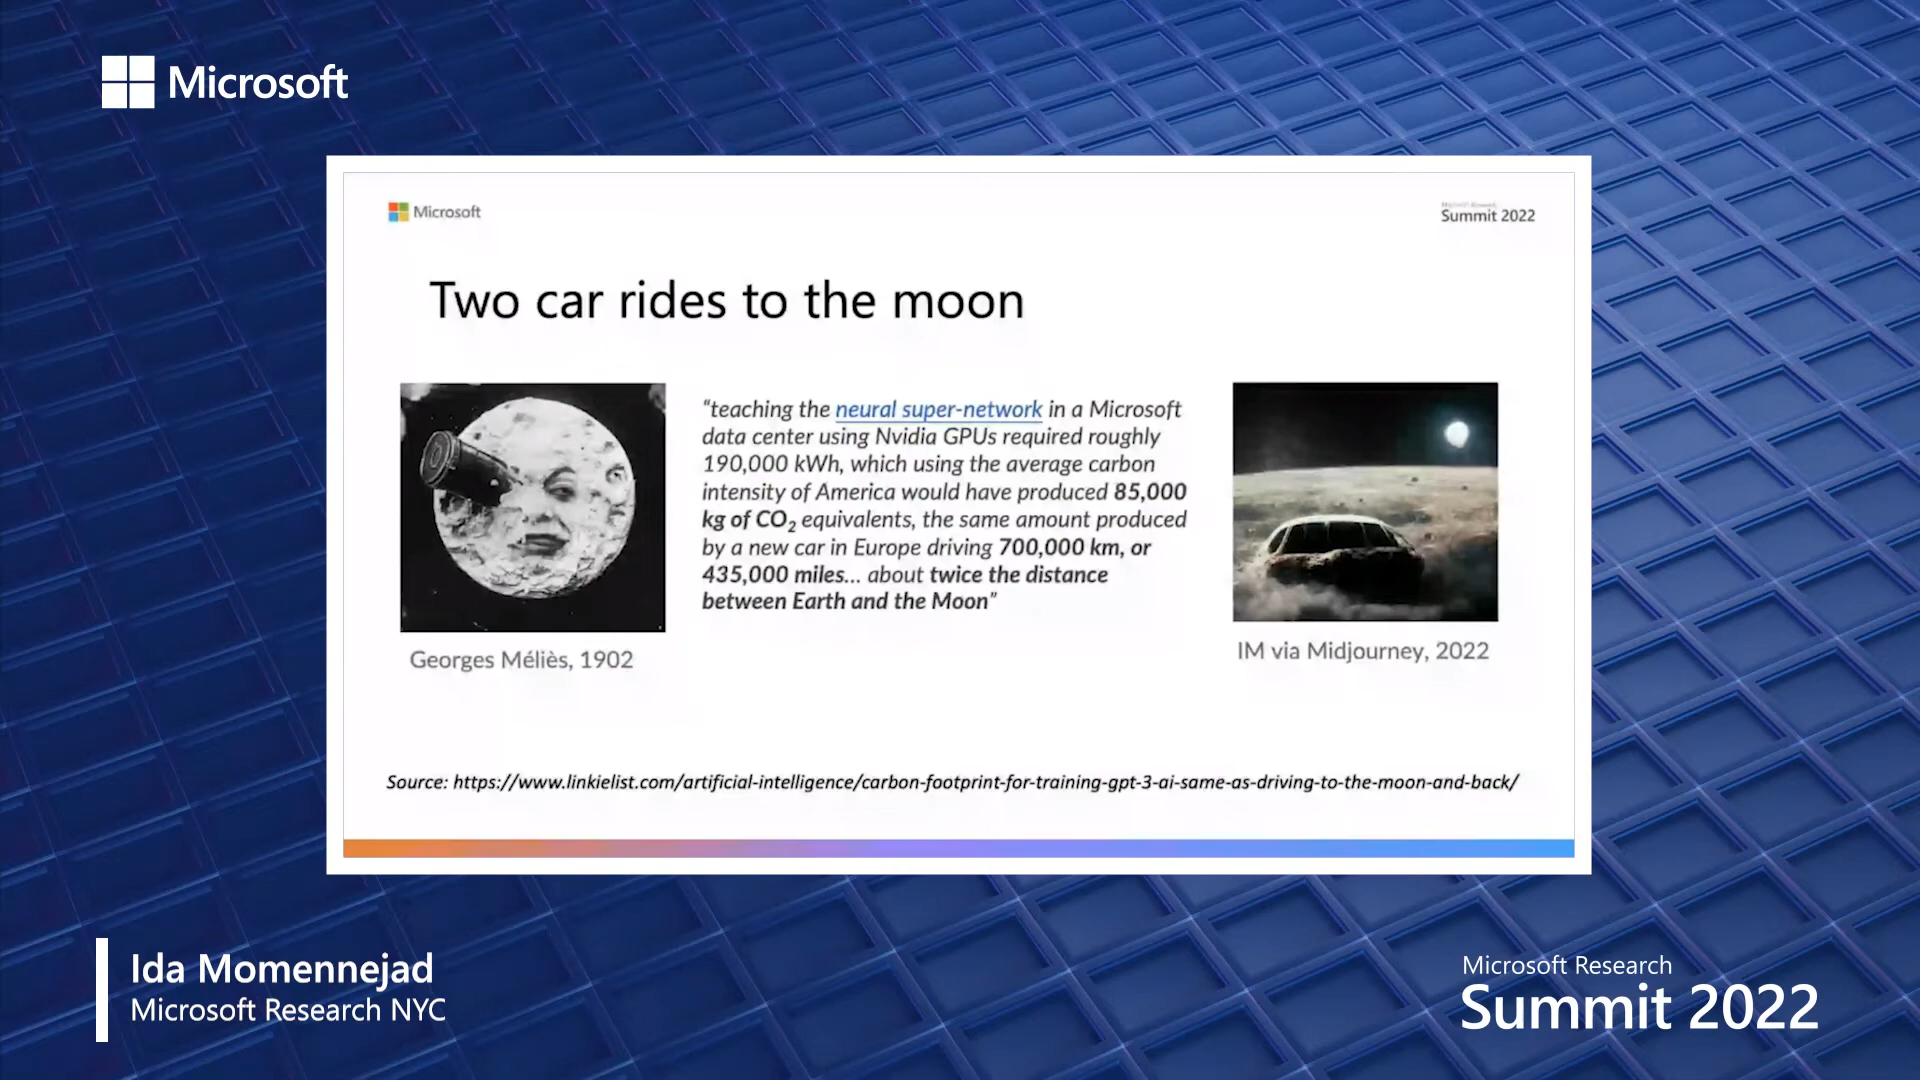 Microsoft
Microsoft
Summit 2022
Two car rides to the moon
“teaching the neural super-network in a Microsoft
data center using Nvidia GPUs required roughly
190,000 kWh, which using the average carbon
intensity of America would have produced 85,000
kg of CO₂ equivalents, the same amount produced
by a new car in Europe driving 700,000 km, or
435,000 miles... about twice the distance
between Earth and the Moon”
Georges Méliès, 1902
IM via Midjourney, 2022
Source: https://www.linkielist.com/artificial-intelligence/carbon-footprint-for-training-gpt-3-ai-same-as-driving-to-the-moon-and-back/
Ida Momennejad
Microsoft Research NYC
Microsoft Research
Summit 2022